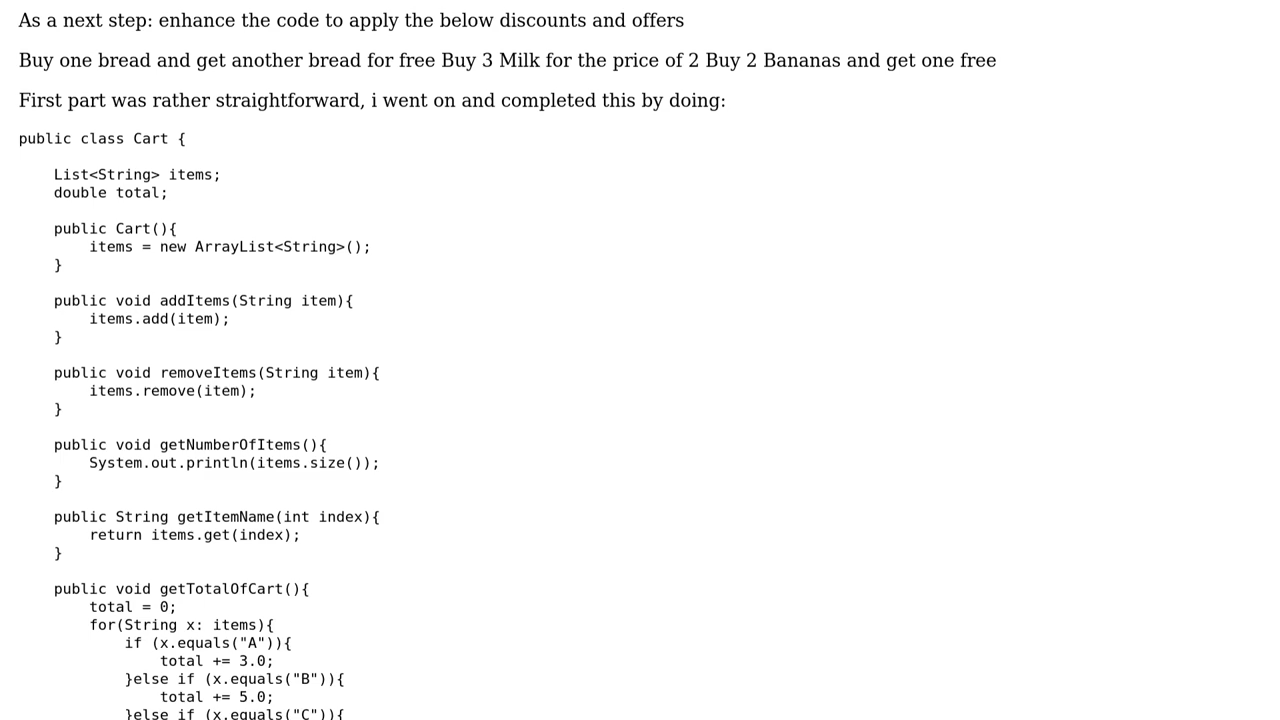 As a next step: enhance the code to apply the below discounts and offers
Buy one bread and get another bread for free Buy 3 Milk for the price of 2 Buy 2 Bananas and get one free
First part was rather straightforward, i went on and completed this by doing:
public class Cart {
    List<String> items;
    double total;
    public Cart(){
        items = new ArrayList<String>();
    }
    public void addItems(String item){
        items.add(item);
    }
    public void removeItems(String item){
        items.remove(item);
    }
    public void getNumberOfItems(){
        System.out.println(items.size());
    }
    public String getItemName(int index){
        return items.get(index);
    }
    public void getTotalOfCart(){
        total = 0;
        for(String x: items){
            if (x.equals("A")){
                total += 3.0;
            }else if (x.equals("B")){
                total += 5.0;
            }else if (x.equals("C")){